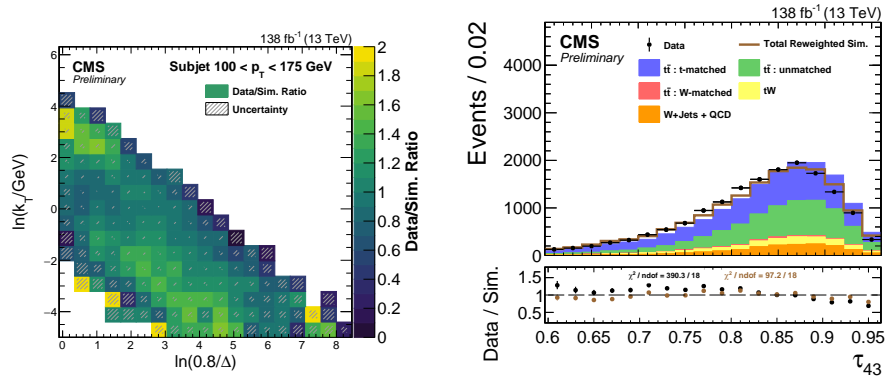 138 fb⁻¹ (13 TeV)
CMS
Preliminary
Subjet 100 < p_T < 175 GeV
Data/Sim. Ratio
Uncertainty
ln(k_T/GeV)
4
2
0
−2
−4
0 1 2 3 4 5 6 7 8
ln(0.8/Δ)
2
1.8
1.6
1.4
1.2
1
0.8
0.6
0.4
0.2
0
Data/Sim. Ratio
138 fb⁻¹ (13 TeV)
CMS
Preliminary
Data
Total Reweighted Sim.
tt̄ : t-matched
tt̄ : unmatched
tt̄ : W-matched
tW
W+Jets + QCD
Events / 0.02
4000
3000
2000
1000
0
χ² / ndof = 390.3 / 18
χ² / ndof = 97.2 / 18
Data / Sim.
1.5
1.0
0.5
0.6 0.65 0.7 0.75 0.8 0.85 0.9 0.95
τ₄₃